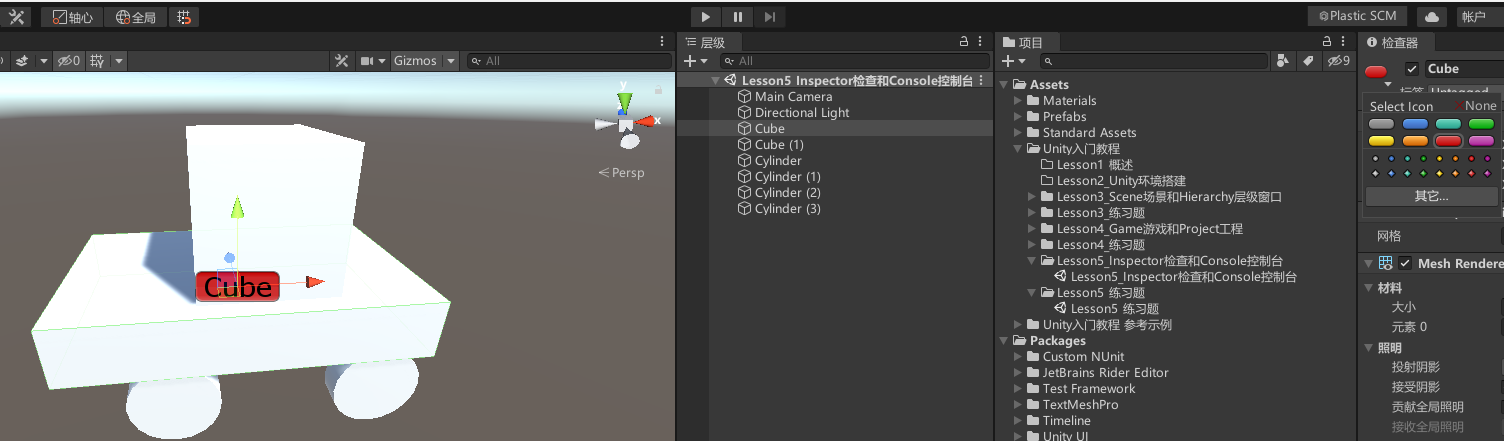 轴心 全局 Plastic SCM 帐户
0 Gizmos All
y
x
Persp
Cube
层级
All
Lesson5_Inspector检查和Console控制台
Main Camera
Directional Light
Cube
Cube (1)
Cylinder
Cylinder (1)
Cylinder (2)
Cylinder (3)
项目
9
Assets
Materials
Prefabs
Standard Assets
Unity入门教程
Lesson1 概述
Lesson2_Unity环境搭建
Lesson3_Scene场景和Hierarchy层级窗口
Lesson3_练习题
Lesson4_Game游戏和Project工程
Lesson4_练习题
Lesson5_Inspector检查和Console控制台
Lesson5_Inspector检查和Console控制台
Lesson5 练习题
Lesson5 练习题
Unity入门教程 参考示例
Packages
Custom NUnit
JetBrains Rider Editor
Test Framework
TextMeshPro
Timeline
Unity UI
检查器
Cube
标签 Untagged
Select Icon None
其它...
网格
Mesh Rendere
材料
大小
元素 0
照明
投射阴影
接受阴影
贡献全局照明
接收全局照明